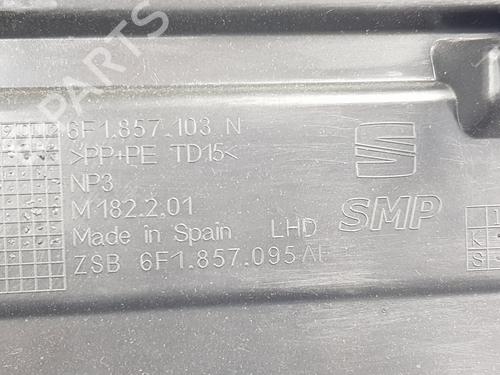 6F1.857.103 N
>PP+PE TD15<
NP3
M 182.2.01
Made in Spain LHD
ZSB 6F1.857.095
SMP
K
S
PARTS